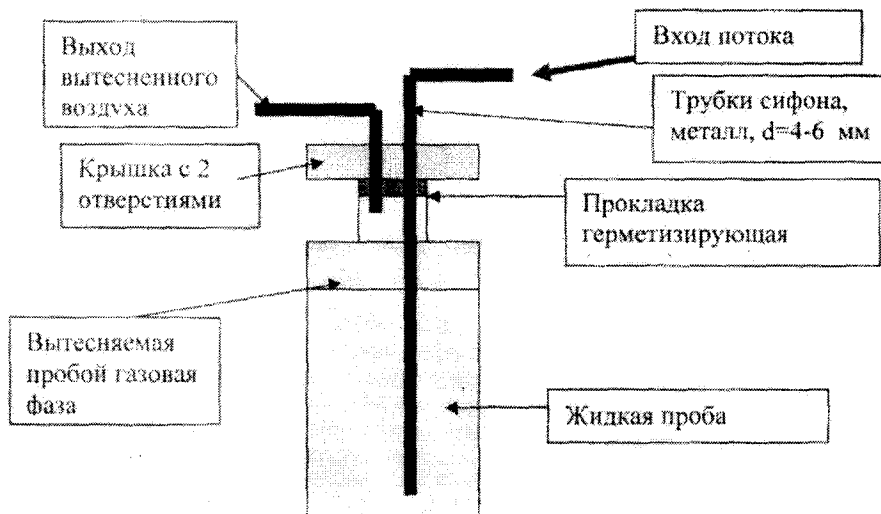 Выход
вытесненного
воздуха
Вход потока
Трубки сифона,
металл, d=4-6 мм
Крышка с 2
отверстиями
Прокладка
герметизирующая
Вытесняемая
пробой газовая
фаза
Жидкая проба